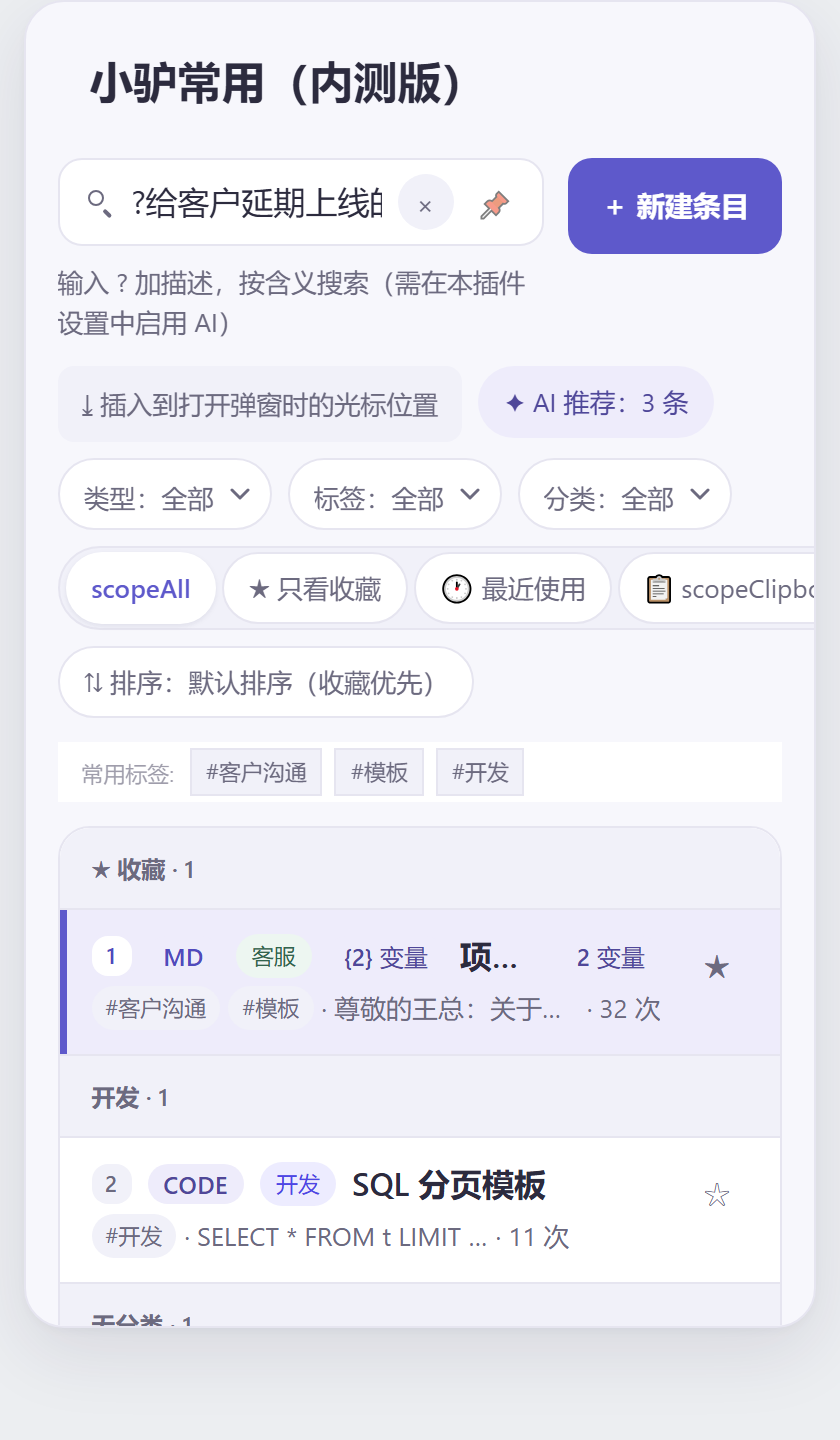 小驴常用（内测版）
?给客户延期上线的 ×
+ 新建条目
输入 ? 加描述，按含义搜索（需在本插件
设置中启用 AI）
⤓ 插入到打开弹窗时的光标位置
✦ AI 推荐：3 条
类型：全部
标签：全部
分类：全部
scopeAll
★ 只看收藏
最近使用
scopeClipbo
⇅ 排序：默认排序（收藏优先）
常用标签:
#客户沟通
#模板
#开发
★ 收藏 · 1
1 MD 客服 {2} 变量 项... 2 变量 ★
#客户沟通 #模板 · 尊敬的王总：关于... · 32 次
开发 · 1
2 CODE 开发 SQL 分页模板 ☆
#开发 · SELECT * FROM t LIMIT ... · 11 次
无分类 · 1